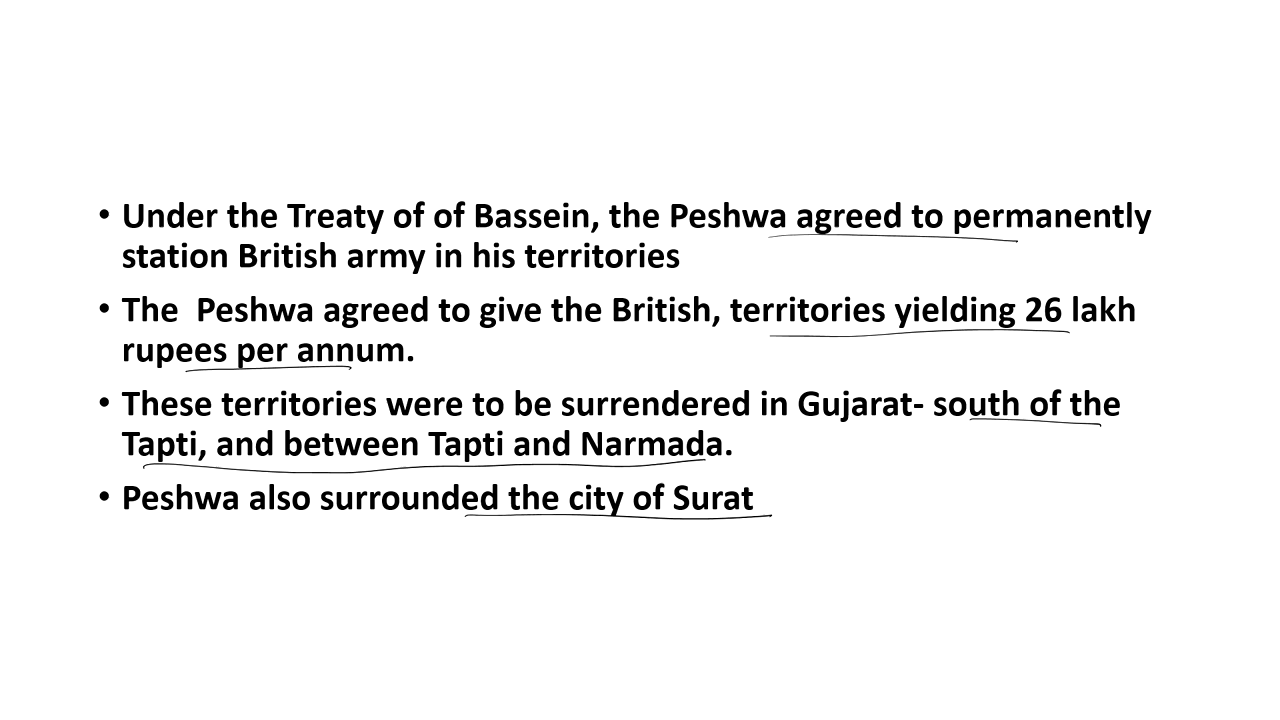 • Under the Treaty of of Bassein, the Peshwa agreed to permanently
station British army in his territories
• The  Peshwa agreed to give the British, territories yielding 26 lakh
rupees per annum.
• These territories were to be surrendered in Gujarat- south of the
Tapti, and between Tapti and Narmada.
• Peshwa also surrounded the city of Surat